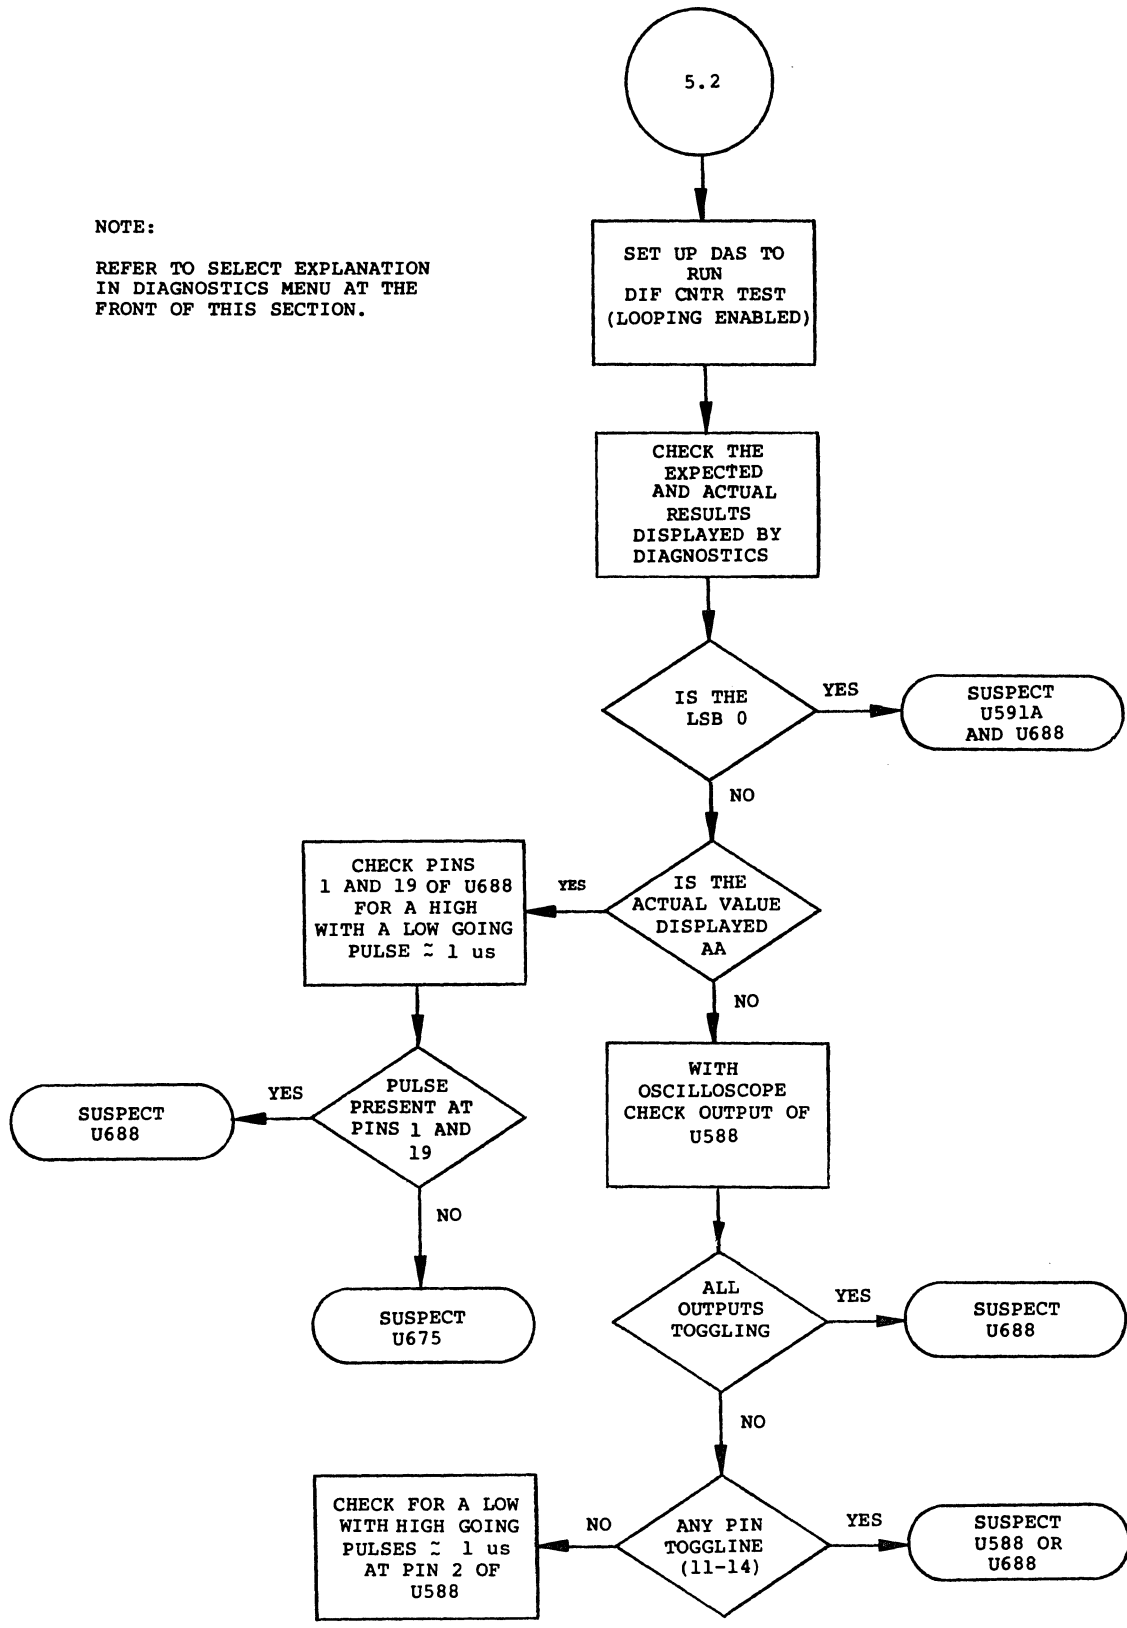 5.2
NOTE:
REFER TO SELECT EXPLANATION
IN DIAGNOSTICS MENU AT THE
FRONT OF THIS SECTION.
SET UP DAS TO
RUN
DIF CNTR TEST
(LOOPING ENABLED)
CHECK THE
EXPECTED
AND ACTUAL
RESULTS
DISPLAYED BY
DIAGNOSTICS
IS THE
LSB 0
YES
SUSPECT
U591A
AND U688
NO
IS THE
ACTUAL VALUE
DISPLAYED
AA
YES
CHECK PINS
1 AND 19 OF U688
FOR A HIGH
WITH A LOW GOING
PULSE ≈ 1 us
NO
PULSE
PRESENT AT
PINS 1 AND
19
YES
SUSPECT
U688
NO
SUSPECT
U675
WITH
OSCILLOSCOPE
CHECK OUTPUT OF
U588
ALL
OUTPUTS
TOGGLING
YES
SUSPECT
U688
NO
ANY PIN
TOGGLINE
(11-14)
YES
SUSPECT
U588 OR
U688
NO
CHECK FOR A LOW
WITH HIGH GOING
PULSES ≈ 1 us
AT PIN 2 OF
U588